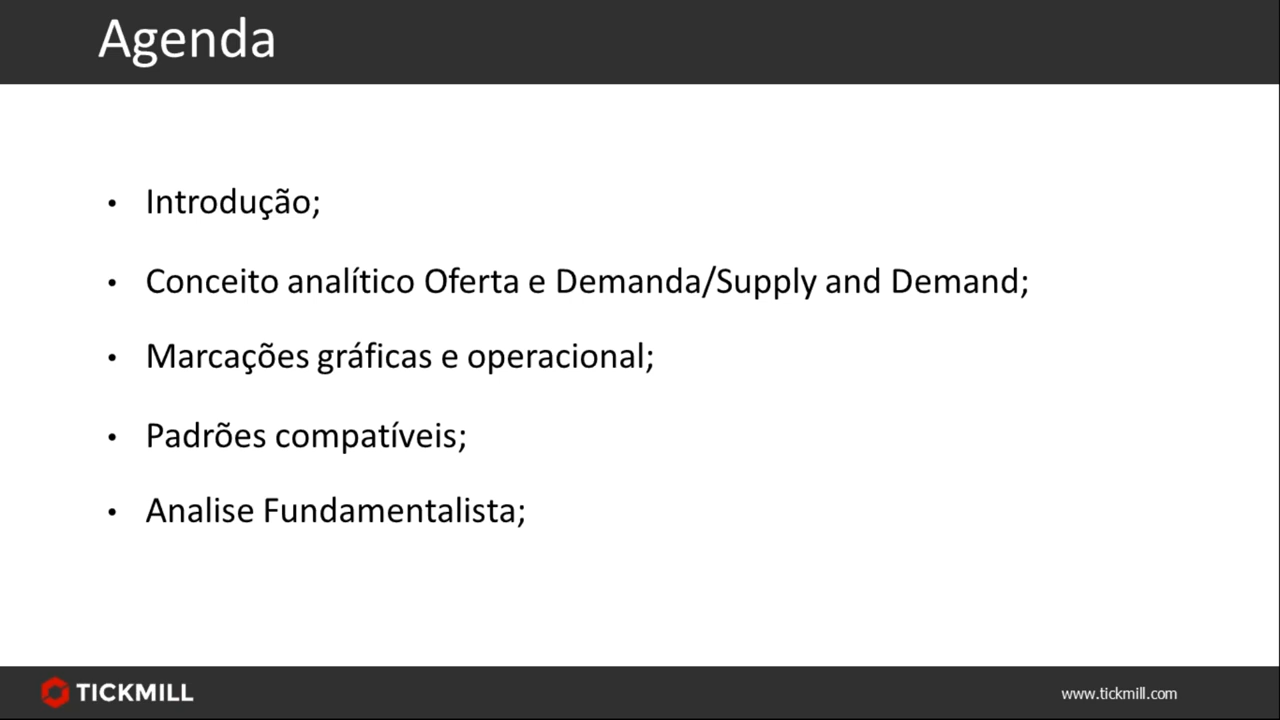 Agenda
• Introdução;
• Conceito analítico Oferta e Demanda/Supply and Demand;
• Marcações gráficas e operacional;
• Padrões compatíveis;
• Analise Fundamentalista;
TICKMILL
www.tickmill.com